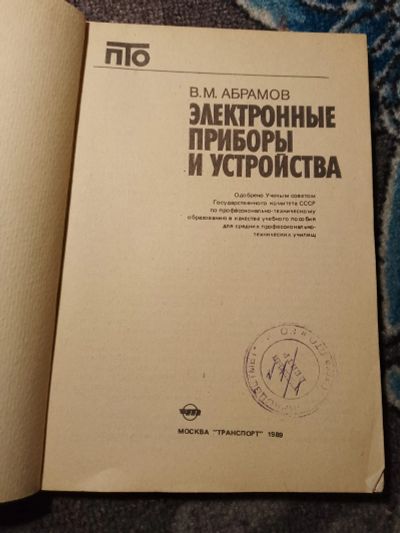 ПТО
В.М. АБРАМОВ
ЭЛЕКТРОННЫЕ
ПРИБОРЫ
И УСТРОЙСТВА
Одобрено Ученым советом
Государственного комитета СССР
по профессионально-техническому
образованию в качестве учебного пособия
для средних профессионально-
технических училищ
МОСКВА "ТРАНСПОРТ" 1989